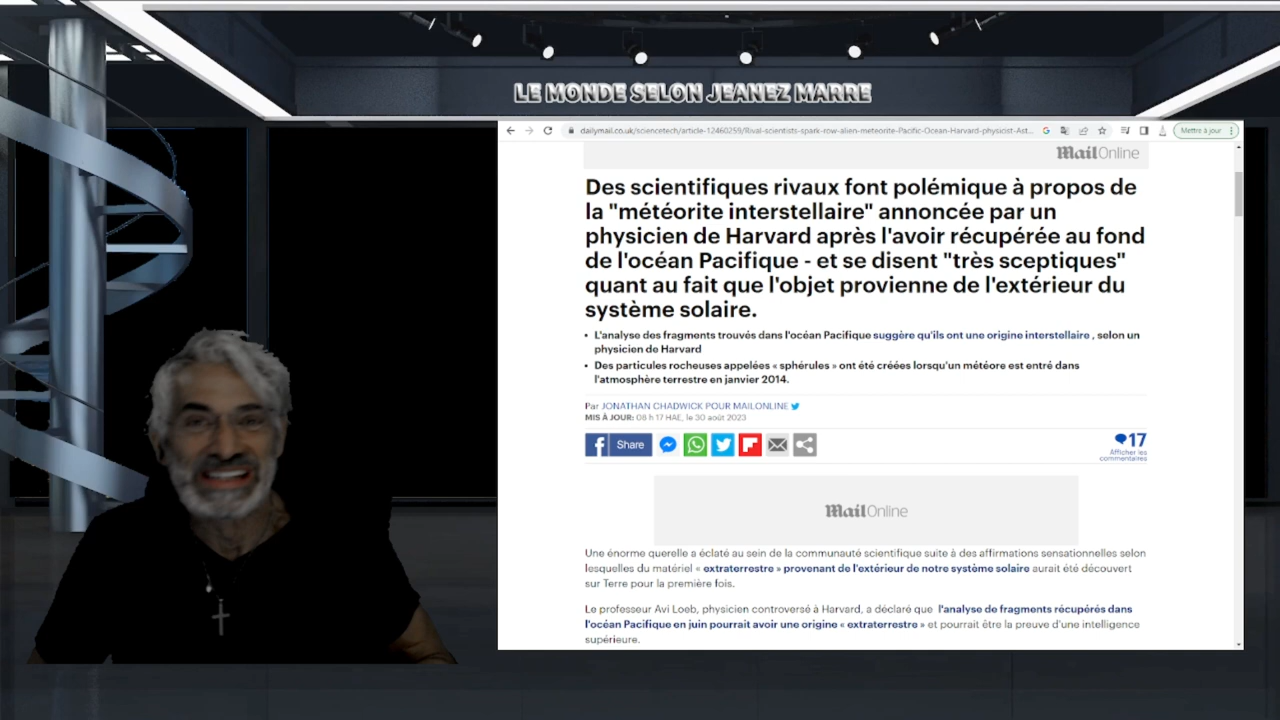 LE MONDE SELON JEANEZ MARRE
dailymail.co.uk/sciencetech/article-12460259/Rival-scientists-spark-row-alien-meteorite-Pacific-Ocean-Harvard-physicist-Ast...
Mettre à jour
Mail Online
Des scientifiques rivaux font polémique à propos de
la "météorite interstellaire" annoncée par un
physicien de Harvard après l'avoir récupérée au fond
de l'océan Pacifique - et se disent "très sceptiques"
quant au fait que l'objet provienne de l'extérieur du
système solaire.
• L'analyse des fragments trouvés dans l'océan Pacifique suggère qu'ils ont une origine interstellaire , selon un
physicien de Harvard
• Des particules rocheuses appelées « sphérules » ont été créées lorsqu'un météore est entré dans
l'atmosphère terrestre en janvier 2014.
Par JONATHAN CHADWICK POUR MAILONLINE
MIS À JOUR: 08 h 17 HAE, le 30 août 2023
Share
17
Afficher les
commentaires
Mail Online
Une énorme querelle a éclaté au sein de la communauté scientifique suite à des affirmations sensationnelles selon
lesquelles du matériel « extraterrestre » provenant de l'extérieur de notre système solaire aurait été découvert
sur Terre pour la première fois.
Le professeur Avi Loeb, physicien controversé à Harvard, a déclaré que l'analyse de fragments récupérés dans
l'océan Pacifique en juin pourrait avoir une origine « extraterrestre » et pourrait être la preuve d'une intelligence
supérieure.